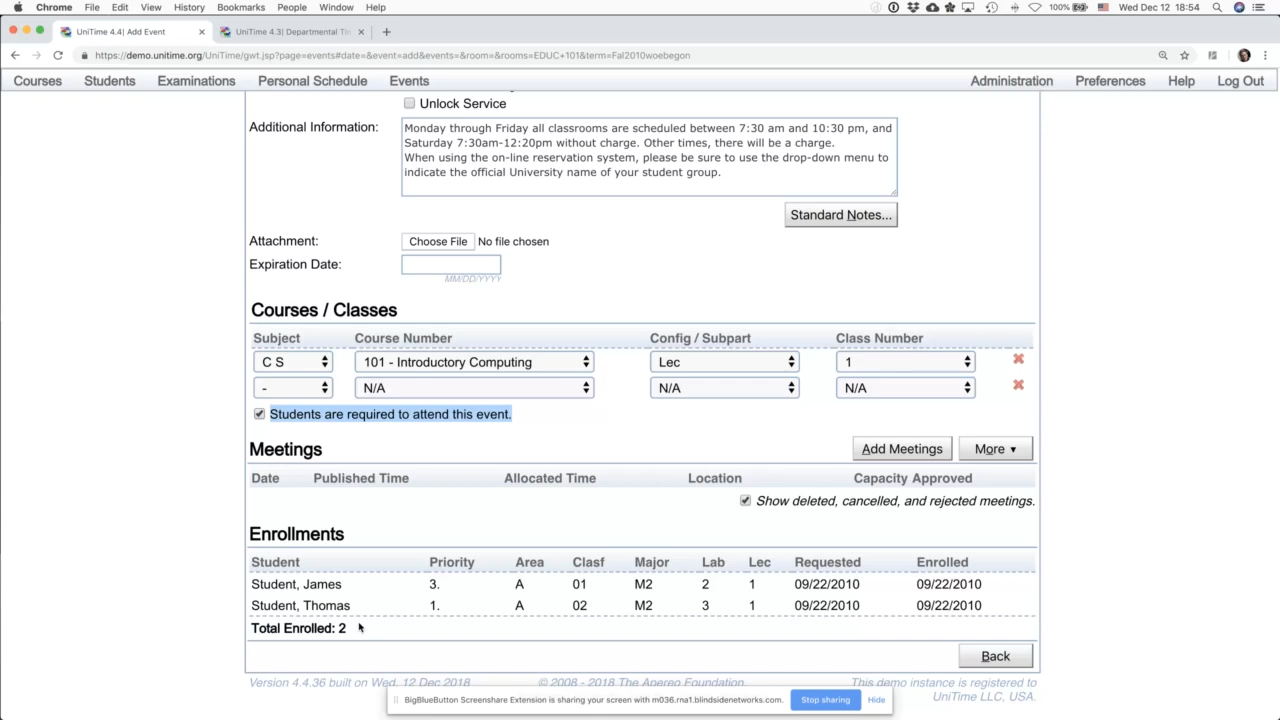 Chrome File Edit View History Bookmarks People Window Help 100% Wed Dec 12 18:54
UniTime 4.4| Add Event
UniTime 4.3| Departmental Tim
https://demo.unitime.org/UniTime/gwt.jsp?page=events#date=&event=add&events=&room=&rooms=EDUC+101&term=Fal2010woebegon
Courses Students Examinations Personal Schedule Events Administration Preferences Help Log Out
Unlock Service
Additional Information:
Monday through Friday all classrooms are scheduled between 7:30 am and 10:30 pm, and
Saturday 7:30am-12:20pm without charge. Other times, there will be a charge.
When using the on-line reservation system, please be sure to use the drop-down menu to
indicate the official University name of your student group.
Standard Notes...
Attachment: Choose File No file chosen
Expiration Date:
MM/DD/YYYY
Courses / Classes
Subject Course Number Config / Subpart Class Number
C S 101 - Introductory Computing Lec 1
- N/A N/A N/A
Students are required to attend this event.
Meetings Add Meetings More ▾
Date Published Time Allocated Time Location Capacity Approved
Show deleted, cancelled, and rejected meetings.
Enrollments
Student Priority Area Clasf Major Lab Lec Requested Enrolled
Student, James 3. A 01 M2 2 1 09/22/2010 09/22/2010
Student, Thomas 1. A 02 M2 3 1 09/22/2010 09/22/2010
Total Enrolled: 2
Back
Version 4.4.36 built on Wed, 12 Dec 2018 © 2008 - 2018 The Apereo Foundation. This demo instance is registered to
UniTime LLC, USA.
BigBlueButton Screenshare Extension is sharing your screen with m036.rna1.blindsidenetworks.com. Stop sharing Hide